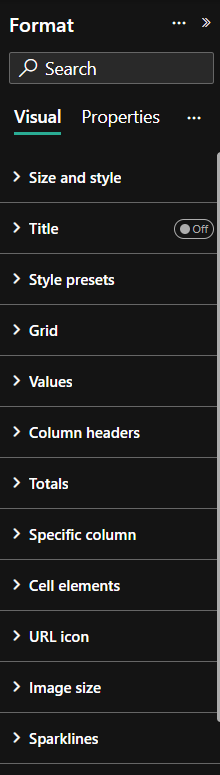 Format
Search
Visual Properties
Size and style
Title Off
Style presets
Grid
Values
Column headers
Totals
Specific column
Cell elements
URL icon
Image size
Sparklines